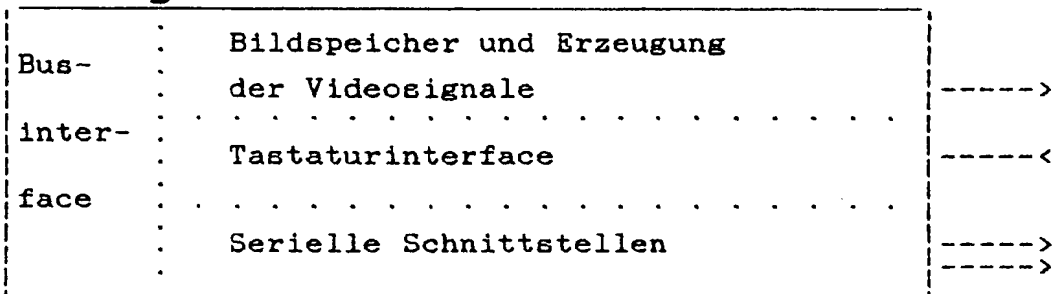 Bildspeicher und Erzeugung
Bus-
der Videosignale
----->
inter-
Tastaturinterface
-----<
face
Serielle Schnittstellen
----->
----->